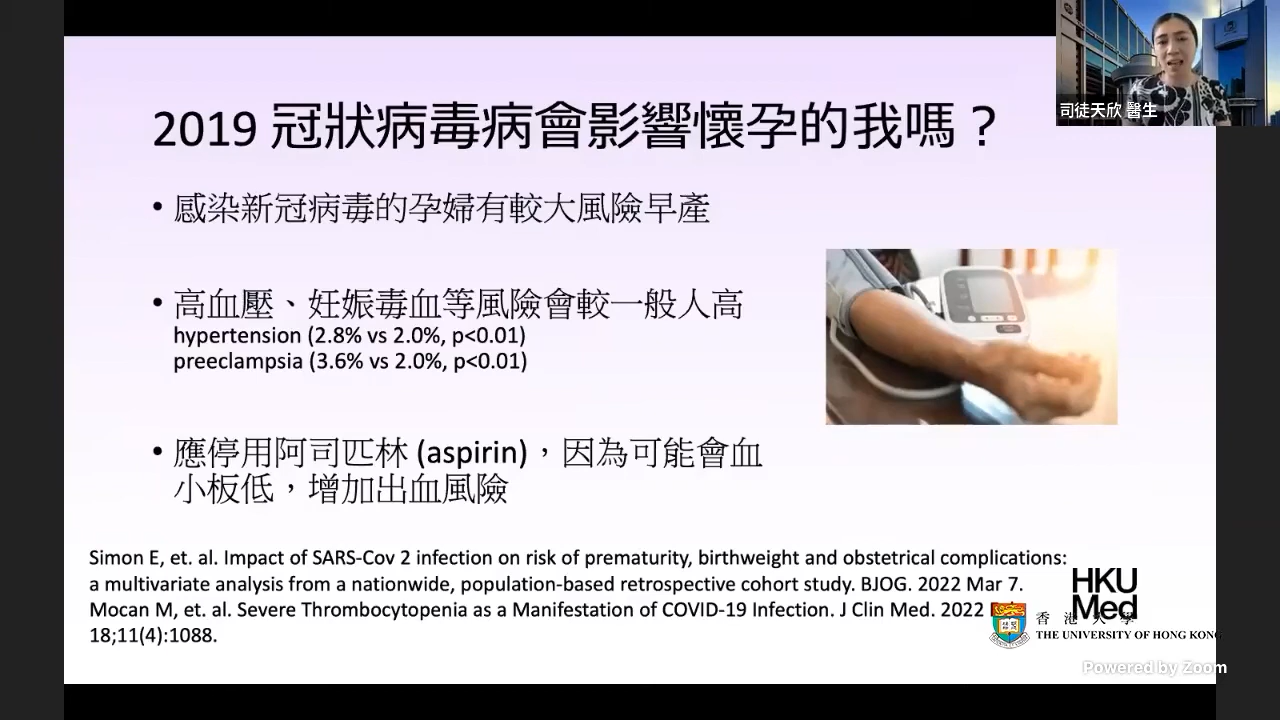 2019 冠狀病毒病會影響懷孕的我嗎？
司徒天欣 醫生
• 感染新冠病毒的孕婦有較大風險早產
• 高血壓、妊娠毒血等風險會較一般人高
hypertension (2.8% vs 2.0%, p<0.01)
preeclampsia (3.6% vs 2.0%, p<0.01)
• 應停用阿司匹林 (aspirin)，因為可能會血
小板低，增加出血風險
Simon E, et. al. Impact of SARS-Cov 2 infection on risk of prematurity, birthweight and obstetrical complications:
a multivariate analysis from a nationwide, population-based retrospective cohort study. BJOG. 2022 Mar 7.
Mocan M, et. al. Severe Thrombocytopenia as a Manifestation of COVID-19 Infection. J Clin Med. 2022
18;11(4):1088.
HKU
Med
香港大學
THE UNIVERSITY OF HONG KONG
Powered by Zoom